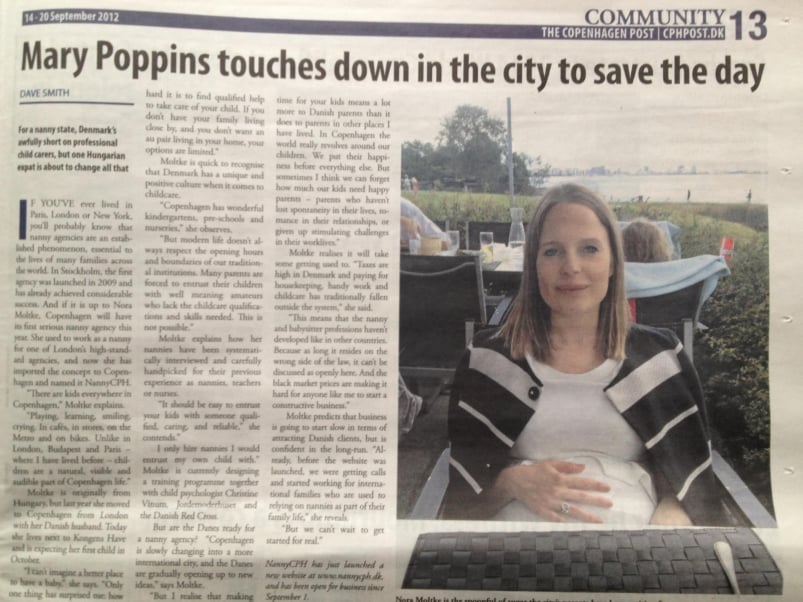 14 - 20 September 2012
COMMUNITY 13
THE COPENHAGEN POST | CPHPOST.DK
Mary Poppins touches down in the city to save the day
DAVE SMITH
For a nanny state, Denmark's
awfully short on professional
child carers, but one Hungarian
expat is about to change all that
IF YOU'VE ever lived in
Paris, London or New York,
you'll probably know that
nanny agencies are an estab-
lished phenomenon, essential to
the lives of many families across
the world. In Stockholm, the first
agency was launched in 2009 and
has already achieved considerable
success. And if it is up to Nora
Moltke, Copenhagen will have
its first serious nanny agency this
year. She used to work as a nanny
for one of London's high-stand-
ard agencies, and now she has
imported the concept to Copen-
hagen and named it NannyCPH.
"There are kids everywhere in
Copenhagen," Moltke explains.
"Playing, learning, smiling,
crying. In cafés, in stores, on the
Metro and on bikes. Unlike in
London, Budapest and Paris –
where I have lived before – chil-
dren are a natural, visible and
audible part of Copenhagen life."
Moltke is originally from
Hungary, but last year she moved
to Copenhagen from London
with her Danish husband. Today
she lives next to Kongens Have
and is expecting her first child in
October.
"I can't imagine a better place
to have a baby," she says. "Only
one thing has surprised me: how
hard it is to find qualified help
to take care of your child. If you
don't have your family living
close by, and you don't want an
au pair living in your home, your
options are limited."
Moltke is quick to recognise
that Denmark has a unique and
positive culture when it comes to
childcare.
"Copenhagen has wonderful
kindergartens, pre-schools and
nurseries," she observes.
"But modern life doesn't al-
ways respect the opening hours
and boundaries of our tradition-
al institutions. Many parents are
forced to entrust their children
with well meaning amateurs
who lack the childcare qualifica-
tions and skills needed. This is
not possible."
Moltke explains how her
nannies have been systemati-
cally interviewed and carefully
handpicked for their previous
experience as nannies, teachers
or nurses.
"It should be easy to entrust
your kids with someone quali-
fied, caring, and reliable," she
contends.
"I only hire nannies I would
entrust my own child with."
Moltke is currently designing
a training programme together
with child psychologist Christine
Vinum, Jordemoderhuset and
the Danish Red Cross.
But are the Danes ready for
a nanny agency? "Copenhagen
is slowly changing into a more
international city, and the Danes
are gradually opening up to new
ideas," says Moltke.
"But I realise that making
time for your kids means a lot
more to Danish parents than it
does to parents in other places I
have lived. In Copenhagen the
world really revolves around our
children. We put their happi-
ness before everything else. But
sometimes I think we can forget
how much our kids need happy
parents – parents who haven't
lost spontaneity in their lives, ro-
mance in their relationships, or
given up stimulating challenges
in their worklives."
Moltke realises it will take
some getting used to. "Taxes are
high in Denmark and paying for
housekeeping, handy work and
childcare has traditionally fallen
outside the system," she said.
"This means that the nanny
and babysitter professions haven't
developed like in other countries.
Because as long it resides on the
wrong side of the law, it can't be
discussed as openly here. And the
black market prices are making it
hard for anyone like me to start a
constructive business."
Moltke predicts that business
is going to start slow in terms of
attracting Danish clients, but is
confident in the long-run. "Al-
ready, before the website was
launched, we were getting calls
and started working for interna-
tional families who are used to
relying on nannies as part of their
family life," she reveals.
"But we can't wait to get
started for real."
NannyCPH has just launched a
new website at www.nannycph.dk,
and has been open for business since
September 1.
Nora Moltke is the spoonful of sugar the city's